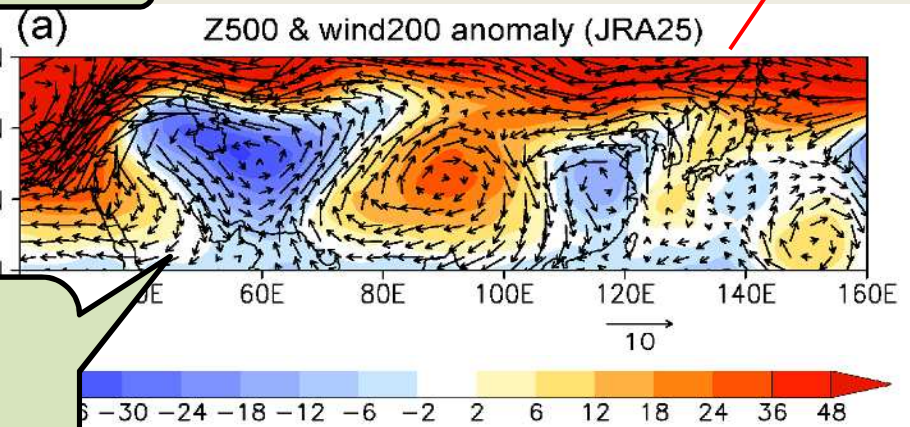 (a)
Z500 & wind200 anomaly (JRA25)
60E 80E 100E 120E 140E 160E
10
-30 -24 -18 -12 -6 -2 2 6 12 18 24 36 48